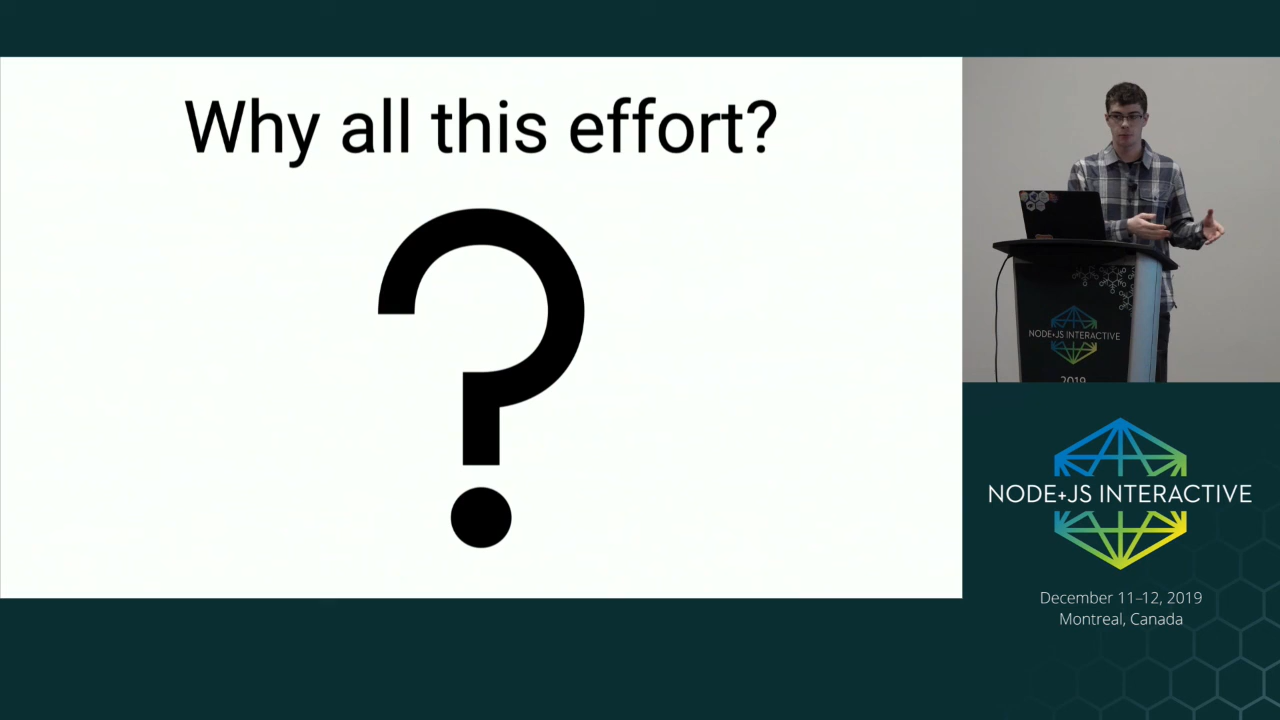 Why all this effort?
?
NODE+JS INTERACTIVE
2019
NODE+JS INTERACTIVE
December 11–12, 2019
Montreal, Canada